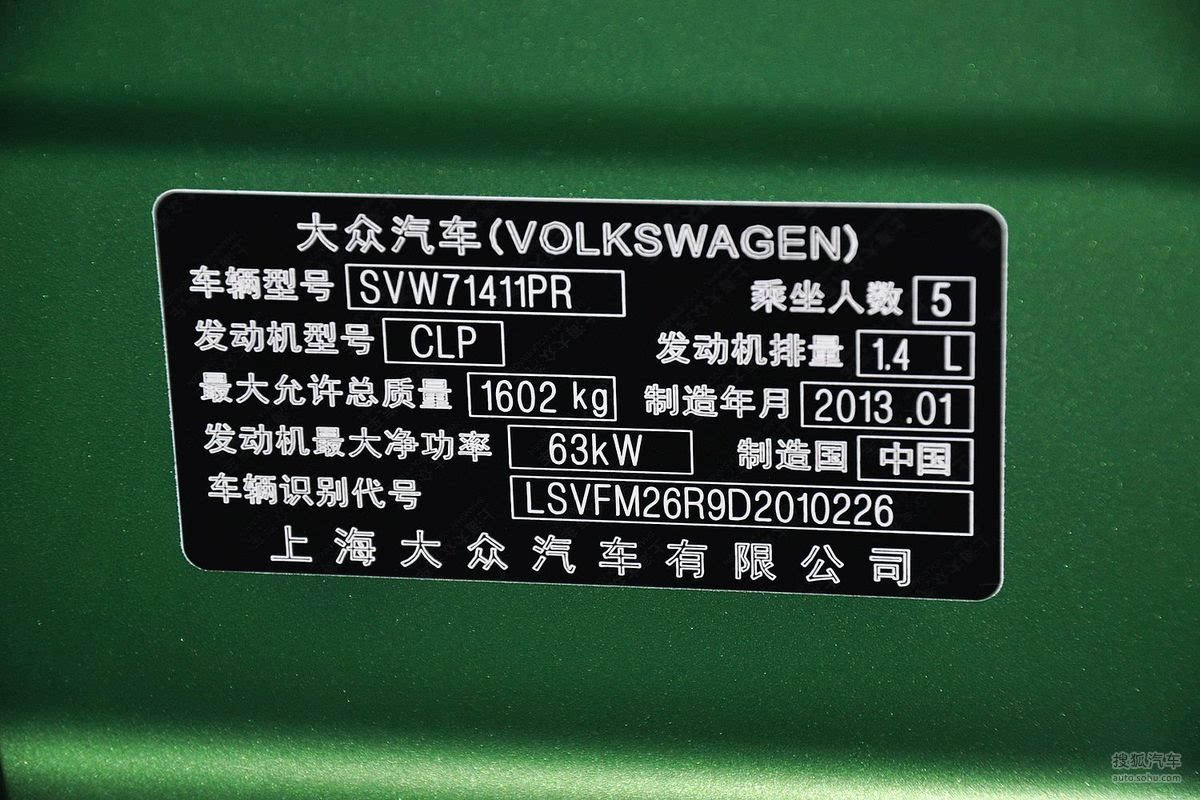 大众汽车(VOLKSWAGEN)
车辆型号 SVW71411PR 乘坐人数 5
发动机型号 CLP 发动机排量 1.4 L
最大允许总质量 1602 kg 制造年月 2013.01
发动机最大净功率 63kW 制造国 中国
车辆识别代号 LSVFM26R9D2010226
上海大众汽车有限公司
搜狐汽车
auto.sohu.com